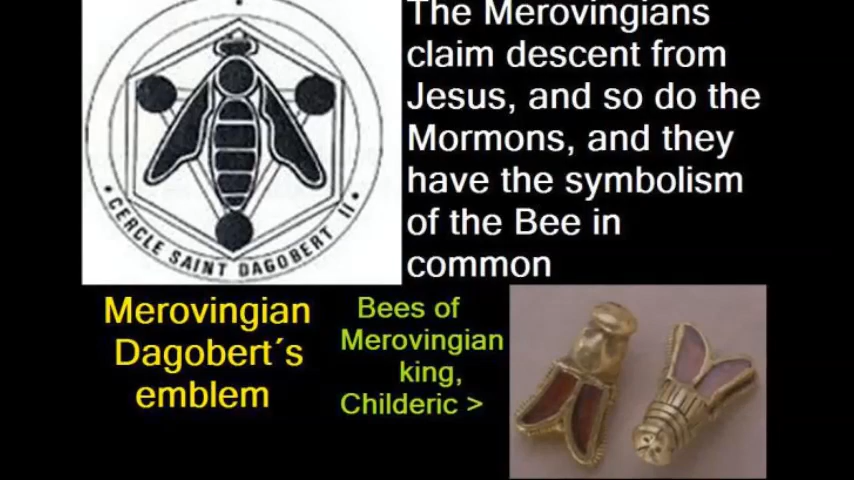 The Merovingians
claim descent from
Jesus, and so do the
Mormons, and they
have the symbolism
of the Bee in
common
• CERCLE SAINT DAGOBERT II •
Merovingian
Dagobert´s
emblem
Bees of
Merovingian
king,
Childeric >